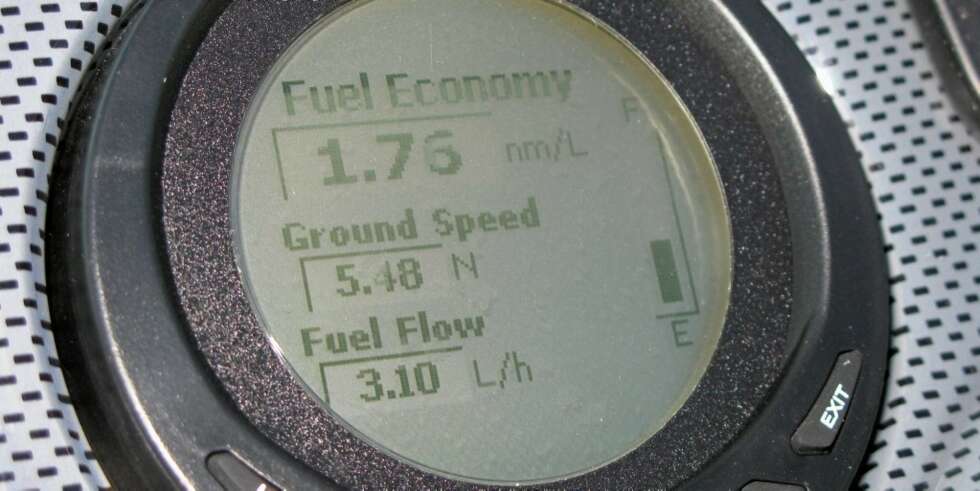 Fuel Economy
1.76 nm/L
F
Ground Speed
5.48 N
Fuel Flow
3.10 L/h
E
EXIT